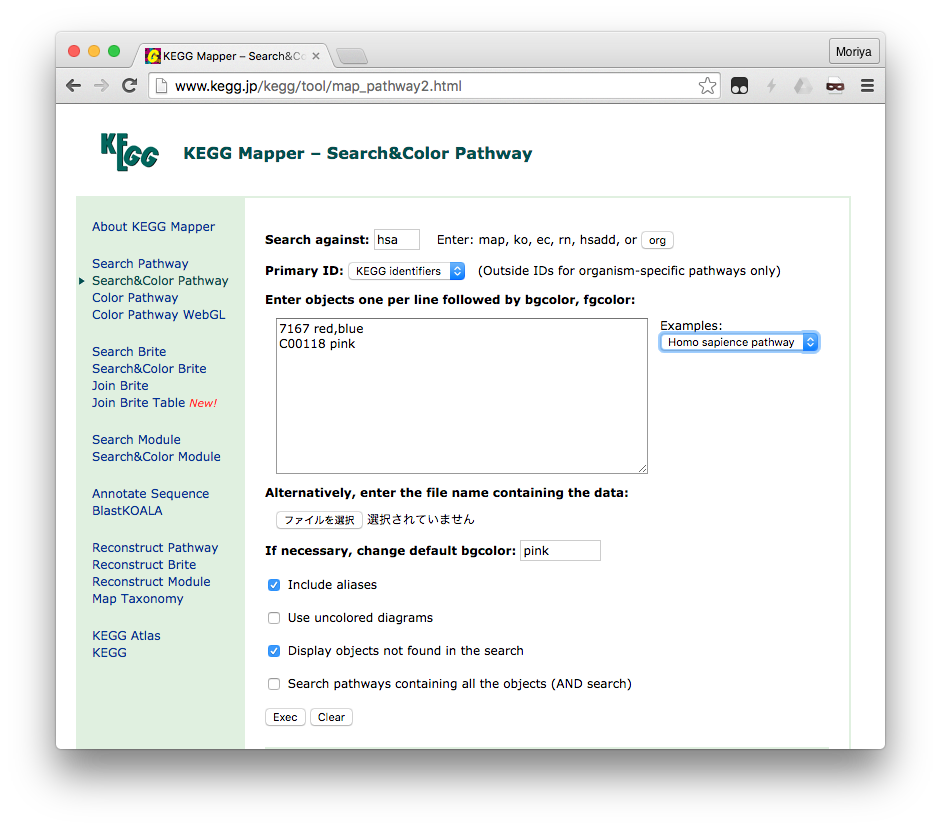 KEGG Mapper – Search&Co
Moriya
www.kegg.jp/kegg/tool/map_pathway2.html
KEGG
KEGG Mapper – Search&Color Pathway
About KEGG Mapper
Search Pathway
Search&Color Pathway
Color Pathway
Color Pathway WebGL
Search Brite
Search&Color Brite
Join Brite
Join Brite Table New!
Search Module
Search&Color Module
Annotate Sequence
BlastKOALA
Reconstruct Pathway
Reconstruct Brite
Reconstruct Module
Map Taxonomy
KEGG Atlas
KEGG
Search against: hsa Enter: map, ko, ec, rn, hsadd, or org
Primary ID: KEGG identifiers (Outside IDs for organism-specific pathways only)
Enter objects one per line followed by bgcolor, fgcolor:
7167 red,blue
C00118 pink
Examples:
Homo sapience pathway
Alternatively, enter the file name containing the data:
ファイルを選択 選択されていません
If necessary, change default bgcolor: pink
Include aliases
Use uncolored diagrams
Display objects not found in the search
Search pathways containing all the objects (AND search)
Exec Clear